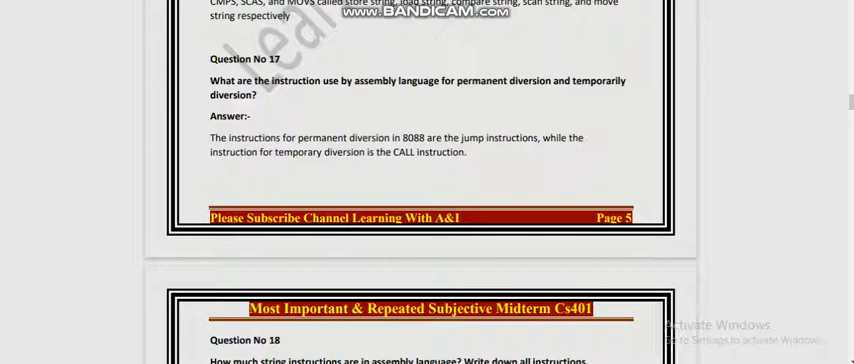 CMPS, SCAS, and MOVS called store string, load string, compare string, scan string, and move
www.BANDICAM.com
string respectively
Lear
Question No 17
What are the instruction use by assembly language for permanent diversion and temporarily
diversion?
Answer:-
The instructions for permanent diversion in 8088 are the jump instructions, while the
instruction for temporary diversion is the CALL instruction.
Please Subscribe Channel Learning With A&I Page 5
Most Important & Repeated Subjective Midterm Cs401
Activate Windows
Go to Settings to activate Windows.
Question No 18
How much string instructions are in assembly language? Write down all instructions.